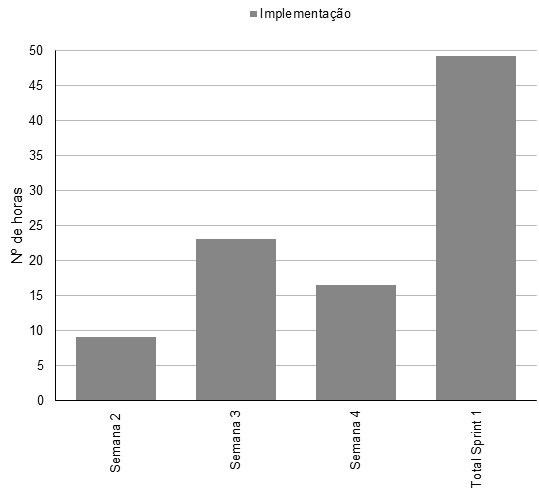 Implementação
50
45
40
35
30
25
20
15
10
5
0
Nº de horas
Semana 2
Semana 3
Semana 4
Total Sprint 1